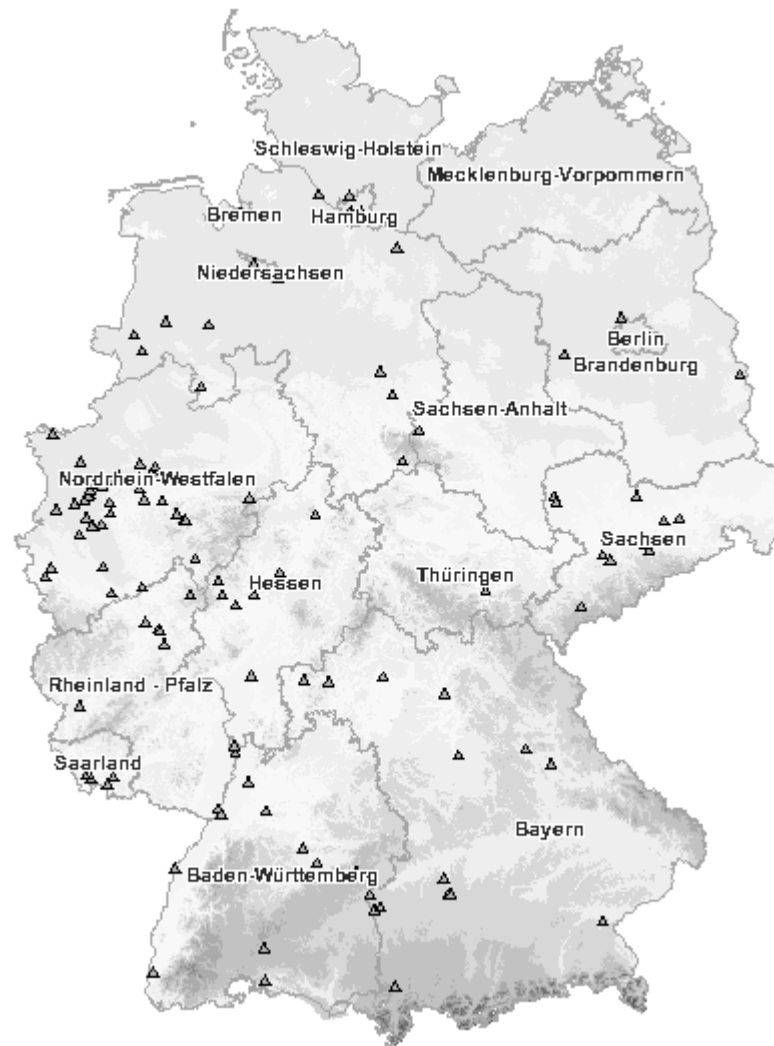 Schleswig-Holstein
Mecklenburg-Vorpommern
Bremen
Hamburg
Niedersachsen
Berlin
Brandenburg
Sachsen-Anhalt
Nordrhein-Westfalen
Sachsen
Thüringen
Hessen
Rheinland - Pfalz
Saarland
Bayern
Baden-Württemberg